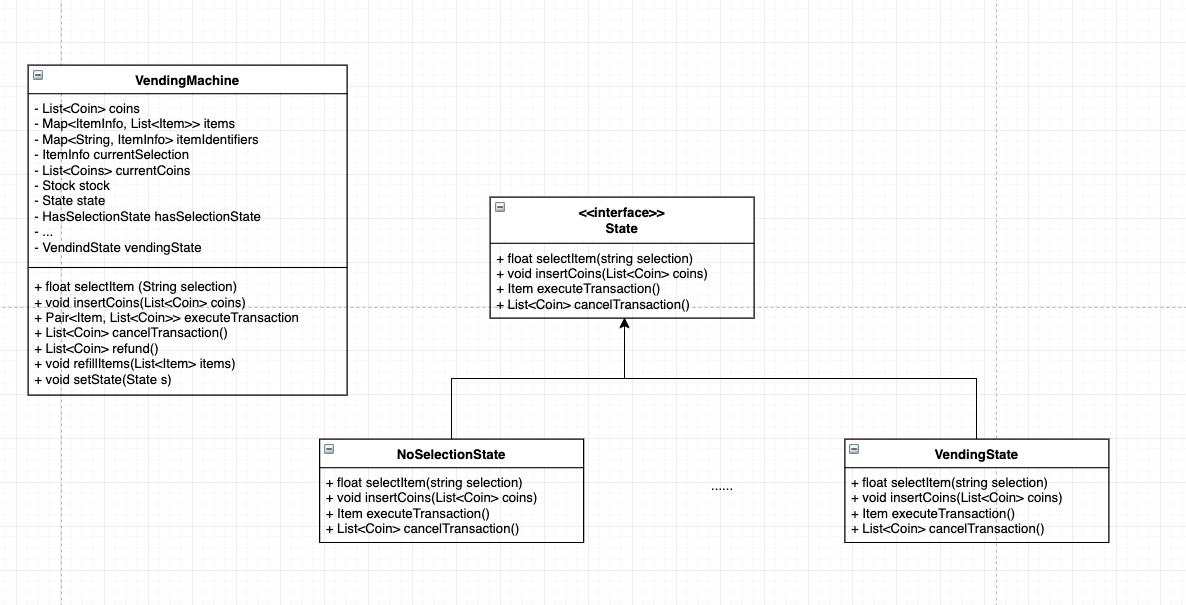 VendingMachine
- List<Coin> coins
- Map<ItemInfo, List<Item>> items
- Map<String, ItemInfo> itemIdentifiers
- ItemInfo currentSelection
- List<Coins> currentCoins
- Stock stock
- State state
- HasSelectionState hasSelectionState
- ...
- VendindState vendingState
+ float selectItem (String selection)
+ void insertCoins(List<Coin> coins)
+ Pair<Item, List<Coin>> executeTransaction
+ List<Coin> cancelTransaction()
+ List<Coin> refund()
+ void refillItems(List<Item> items)
+ void setState(State s)
<<interface>>
State
+ float selectItem(string selection)
+ void insertCoins(List<Coin> coins)
+ Item executeTransaction()
+ List<Coin> cancelTransaction()
NoSelectionState
+ float selectItem(string selection)
+ void insertCoins(List<Coin> coins)
+ Item executeTransaction()
+ List<Coin> cancelTransaction()
......
VendingState
+ float selectItem(string selection)
+ void insertCoins(List<Coin> coins)
+ Item executeTransaction()
+ List<Coin> cancelTransaction()